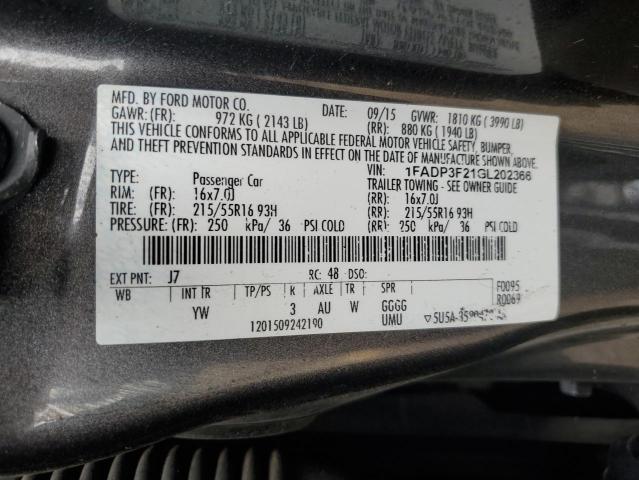 MFD. BY FORD MOTOR CO. DATE: 09/15 GVWR: 1810 KG ( 3990 LB)
GAWR: (FR): 972 KG ( 2143 LB) (RR): 880 KG ( 1940 LB)
THIS VEHICLE CONFORMS TO ALL APPLICABLE FEDERAL MOTOR VEHICLE SAFETY, BUMPER,
AND THEFT PREVENTION STANDARDS IN EFFECT ON THE DATE OF MANUFACTURE SHOWN ABOVE.
VIN: 1FADP3F21GL202366
TYPE: Passenger Car TRAILER TOWING - SEE OWNER GUIDE
RIM: (FR): 16x7.0J (RR): 16x7.0J
TIRE: (FR): 215/55R16 93H (RR): 215/55R16 93H
PRESSURE: (FR): 250 kPa/ 36 PSI COLD (RR): 250 kPa/ 36 PSI COLD
EXT PNT: J7 RC: 48 DSO:
F0095
R0069
WB INT TR TP/PS R AXLE TR SPR
YW 3 AU W GGGG
UMU
1201509242190